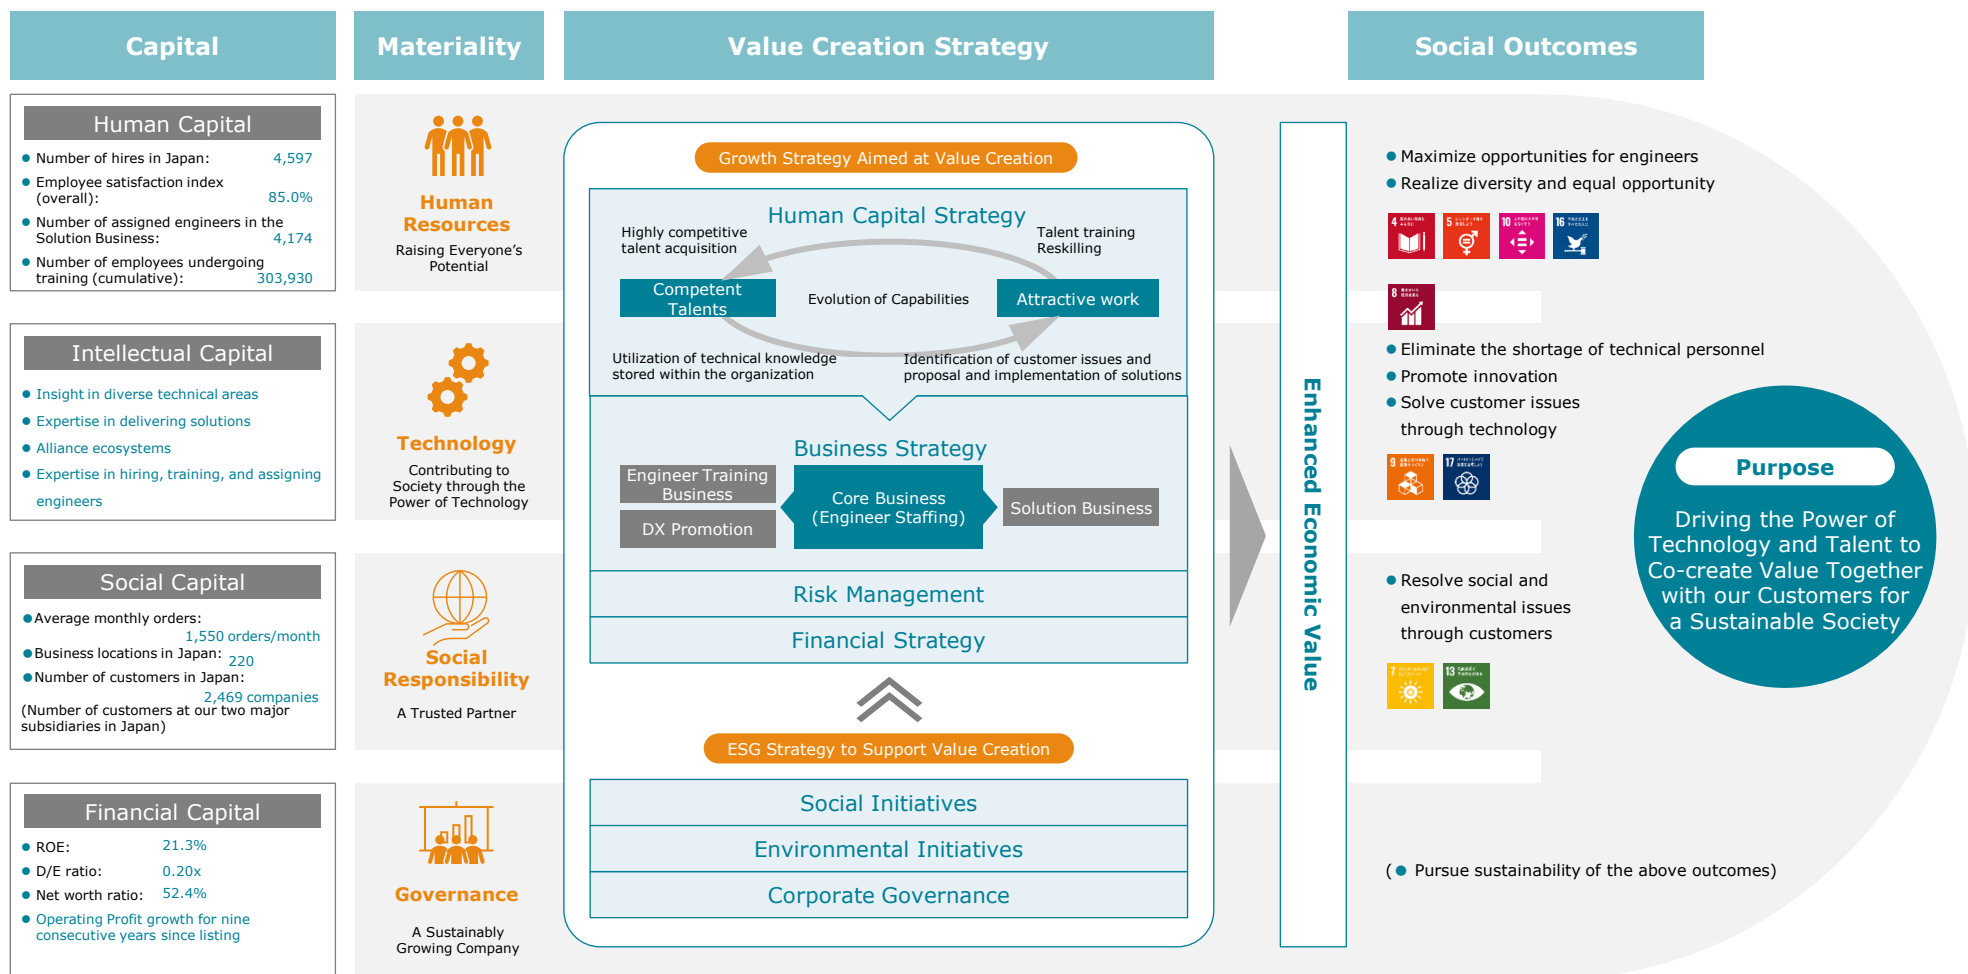 Capital
Materiality
Value Creation Strategy
Social Outcomes
Human Capital
Number of hires in Japan: 4,597
Employee satisfaction index
(overall): 85.0%
Number of assigned engineers in the
Solution Business: 4,174
Number of employees undergoing
training (cumulative): 303,930
Intellectual Capital
Insight in diverse technical areas
Expertise in delivering solutions
Alliance ecosystems
Expertise in hiring, training, and assigning
engineers
Social Capital
Average monthly orders:
1,550 orders/month
Business locations in Japan: 220
Number of customers in Japan:
2,469 companies
(Number of customers at our two major
subsidiaries in Japan)
Financial Capital
ROE: 21.3%
D/E ratio: 0.20x
Net worth ratio: 52.4%
Operating Profit growth for nine
consecutive years since listing
Human
Resources
Raising Everyone's
Potential
Technology
Contributing to
Society through the
Power of Technology
Social
Responsibility
A Trusted Partner
Governance
A Sustainably
Growing Company
Growth Strategy Aimed at Value Creation
Human Capital Strategy
Highly competitive
talent acquisition
Talent training
Reskilling
Competent
Talents
Evolution of Capabilities
Attractive work
Utilization of technical knowledge
stored within the organization
Identification of customer issues and
proposal and implementation of solutions
Business Strategy
Engineer Training
Business
DX Promotion
Core Business
(Engineer Staffing)
Solution Business
Risk Management
Financial Strategy
ESG Strategy to Support Value Creation
Social Initiatives
Environmental Initiatives
Corporate Governance
Enhanced Economic Value
Maximize opportunities for engineers
Realize diversity and equal opportunity
4
5
10
16
8
Eliminate the shortage of technical personnel
Promote innovation
Solve customer issues
through technology
9
17
Resolve social and
environmental issues
through customers
7
13
( Pursue sustainability of the above outcomes)
Purpose
Driving the Power of
Technology and Talent to
Co-create Value Together
with our Customers for
a Sustainable Society